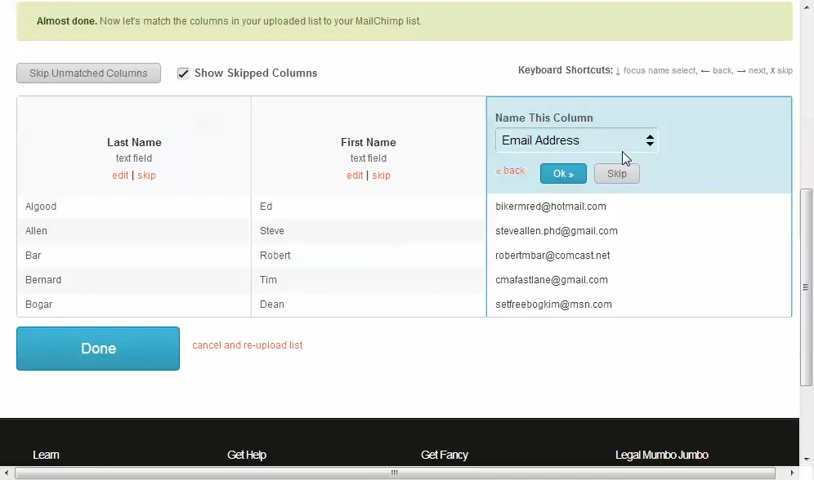 Almost done. Now let's match the columns in your uploaded list to your MailChimp list.
Skip Unmatched Columns
Show Skipped Columns
Keyboard Shortcuts: ↓ focus name select, ← back, → next, x skip
Last Name
text field
edit | skip
First Name
text field
edit | skip
Name This Column
Email Address
« back
Ok »
Skip
Algood Ed bikermred@hotmail.com
Allen Steve steveallen.phd@gmail.com
Bar Robert robertmbar@comcast.net
Bernard Tim cmafastlane@gmail.com
Bogar Dean setfreebogkim@msn.com
Done
cancel and re-upload list
Learn Get Help Get Fancy Legal Mumbo Jumbo